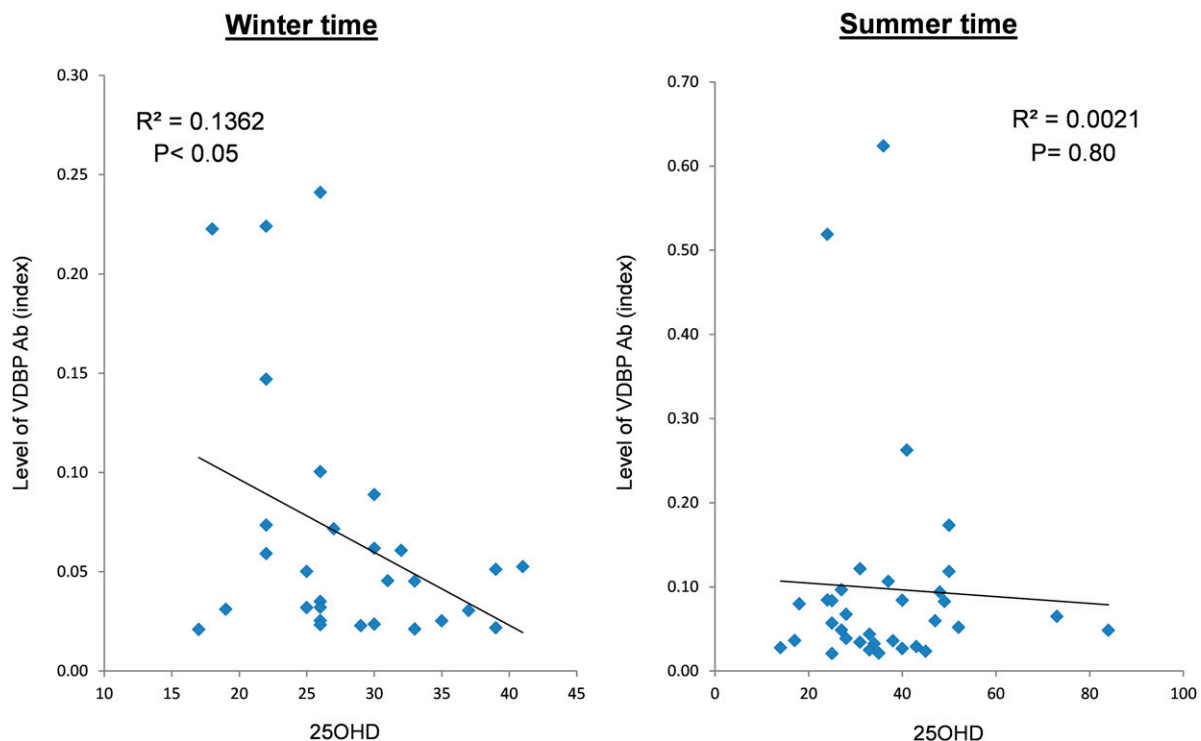 Winter time
0.30
0.25
0.20
0.15
0.10
0.05
0.00
R² = 0.1362
P< 0.05
Level of VDBP Ab (index)
10 15 20 25 30 35 40 45
25OHD
Summer time
0.70
0.60
0.50
0.40
0.30
0.20
0.10
0.00
R² = 0.0021
P= 0.80
Level of VDBP Ab (index)
0 20 40 60 80 100
25OHD